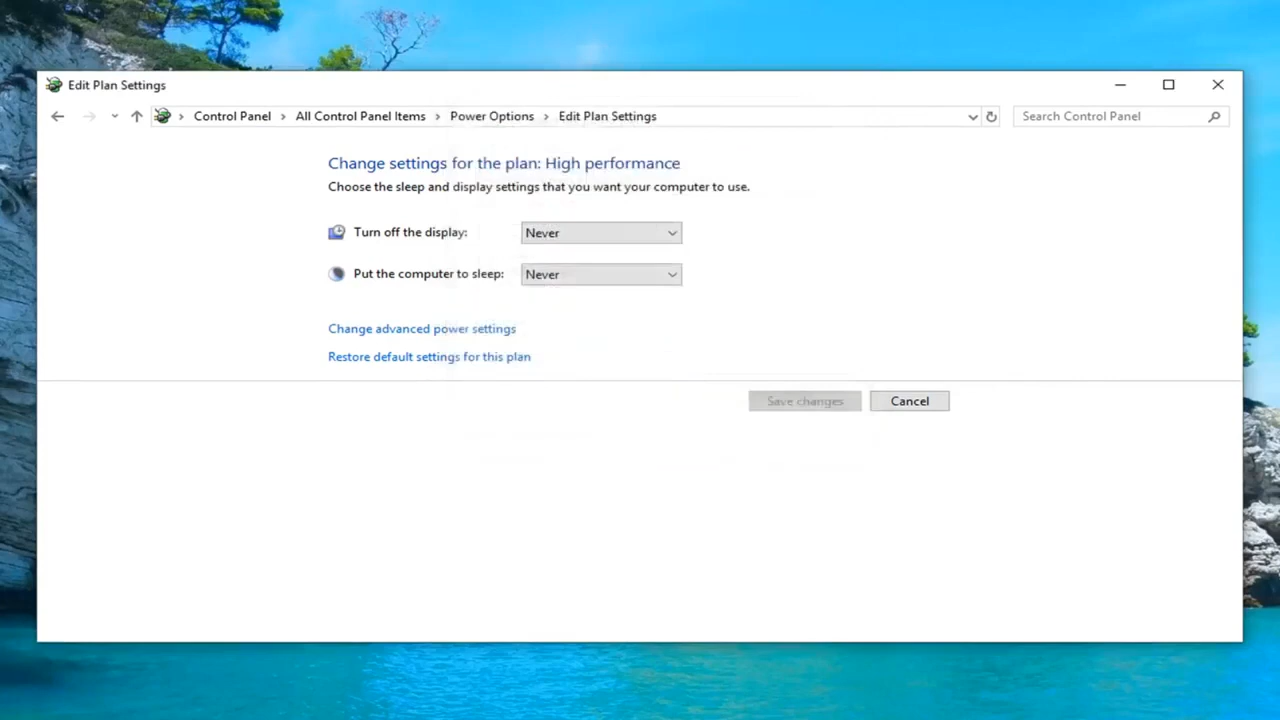 Edit Plan Settings
Control Panel > All Control Panel Items > Power Options > Edit Plan Settings
Search Control Panel
Change settings for the plan: High performance
Choose the sleep and display settings that you want your computer to use.
Turn off the display: Never
Put the computer to sleep: Never
Change advanced power settings
Restore default settings for this plan
Save changes Cancel